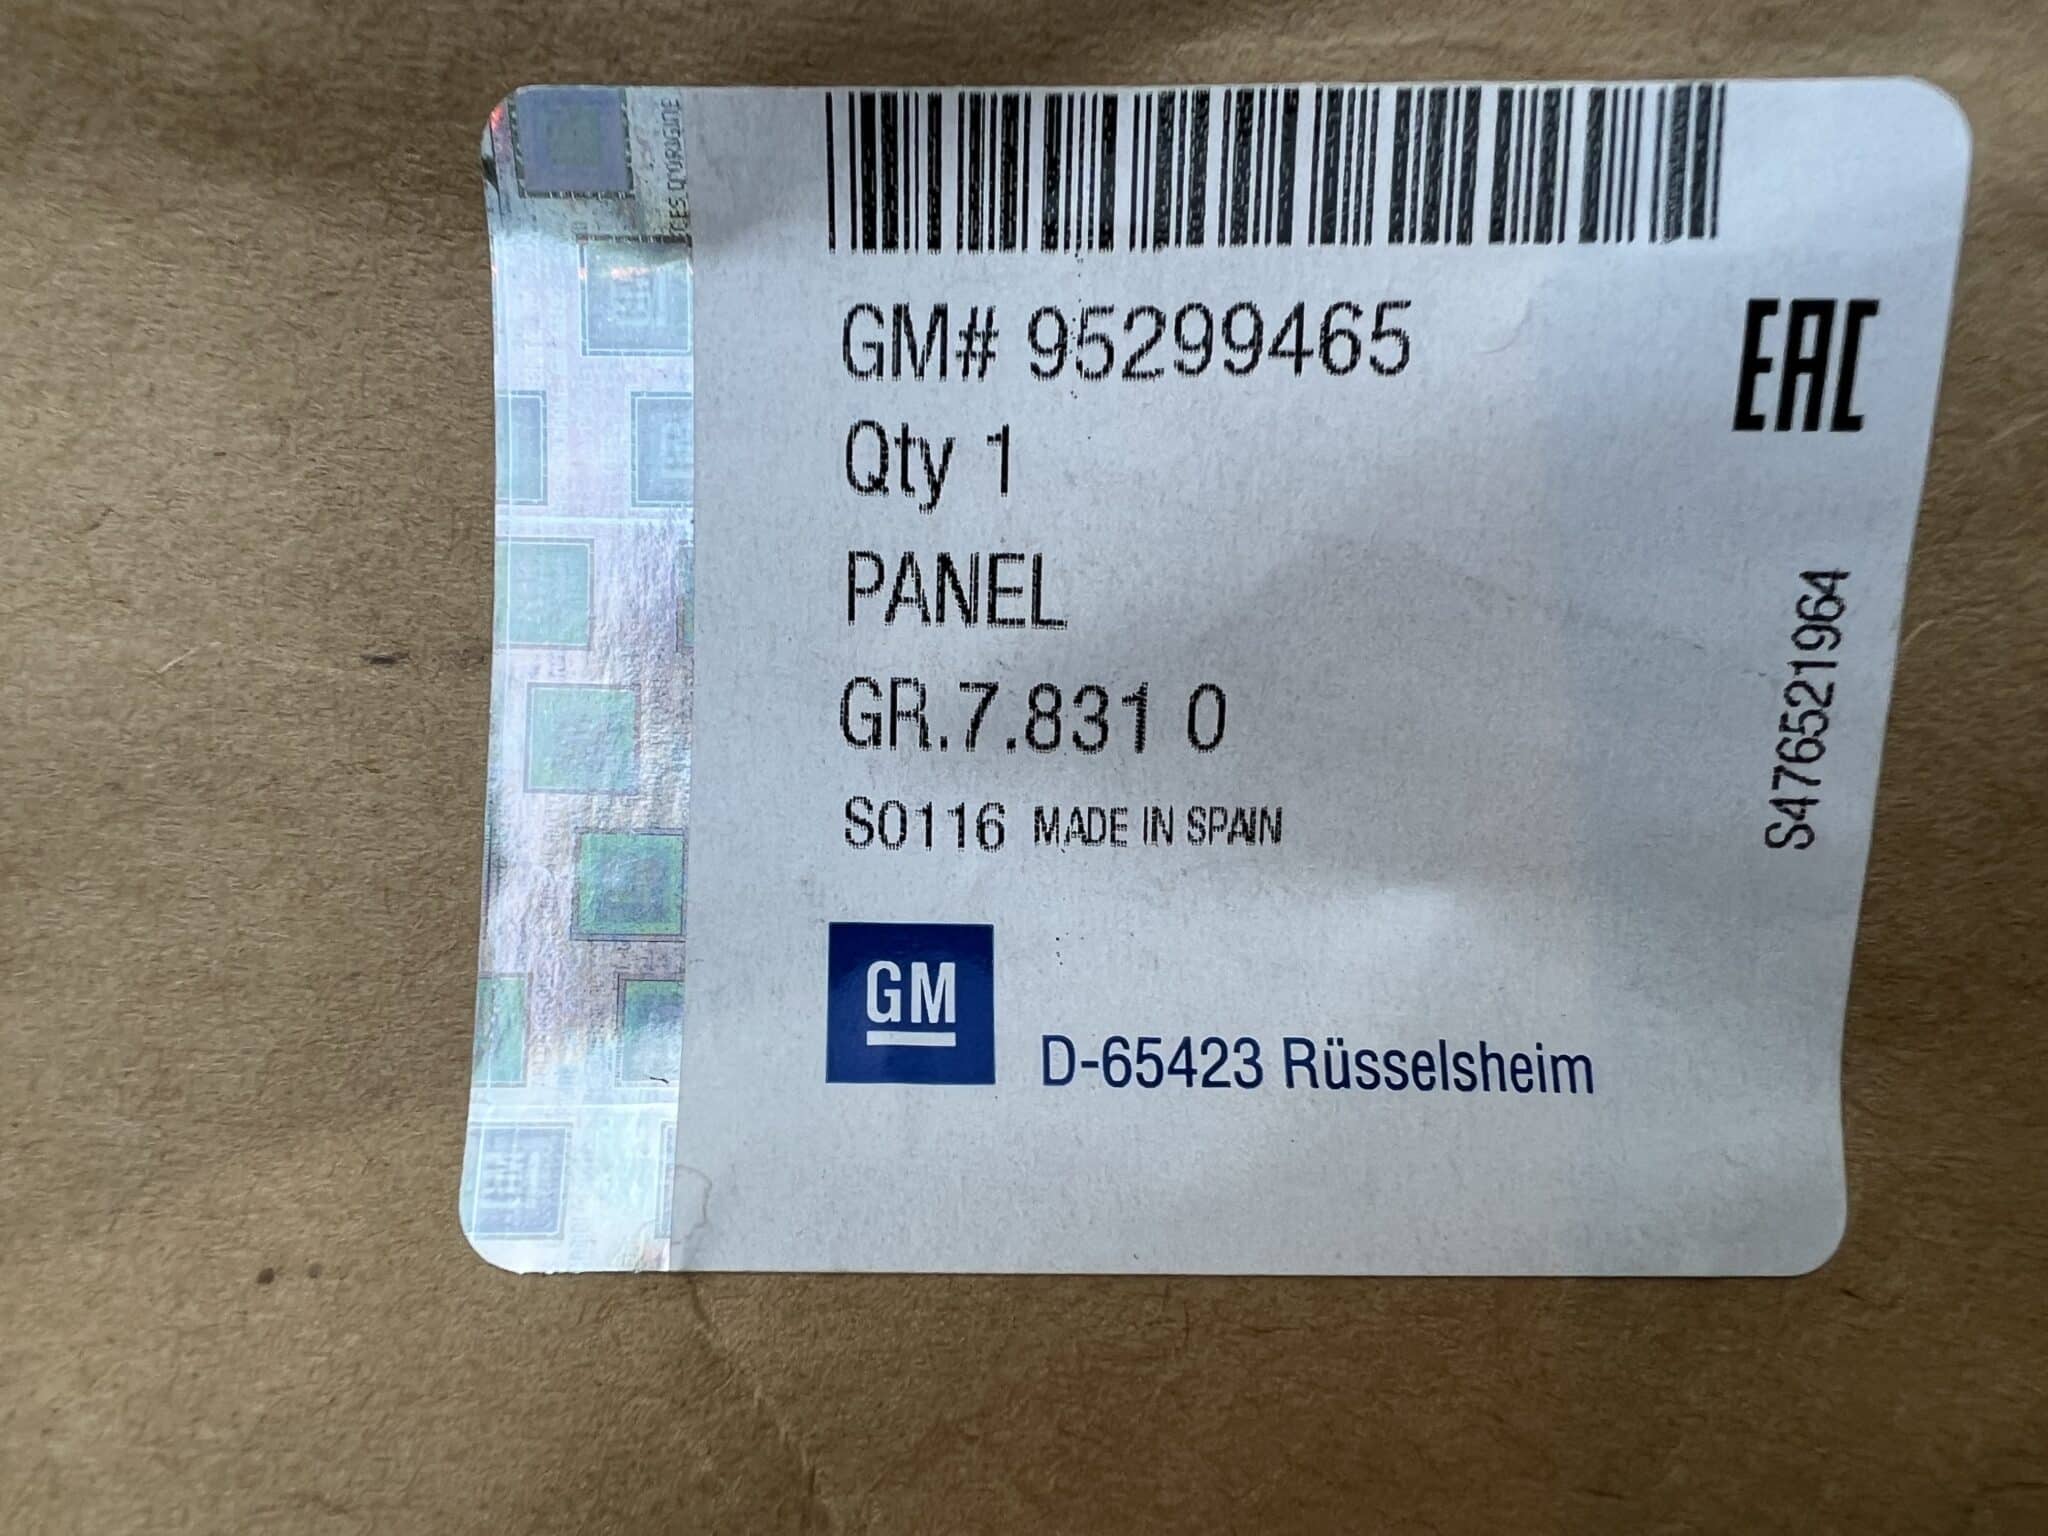 GM# 95299465
EAC
Qty 1
PANEL
GR.7.831 0
S0116 MADE IN SPAIN
S476521964
GM
D-65423 Rüsselsheim